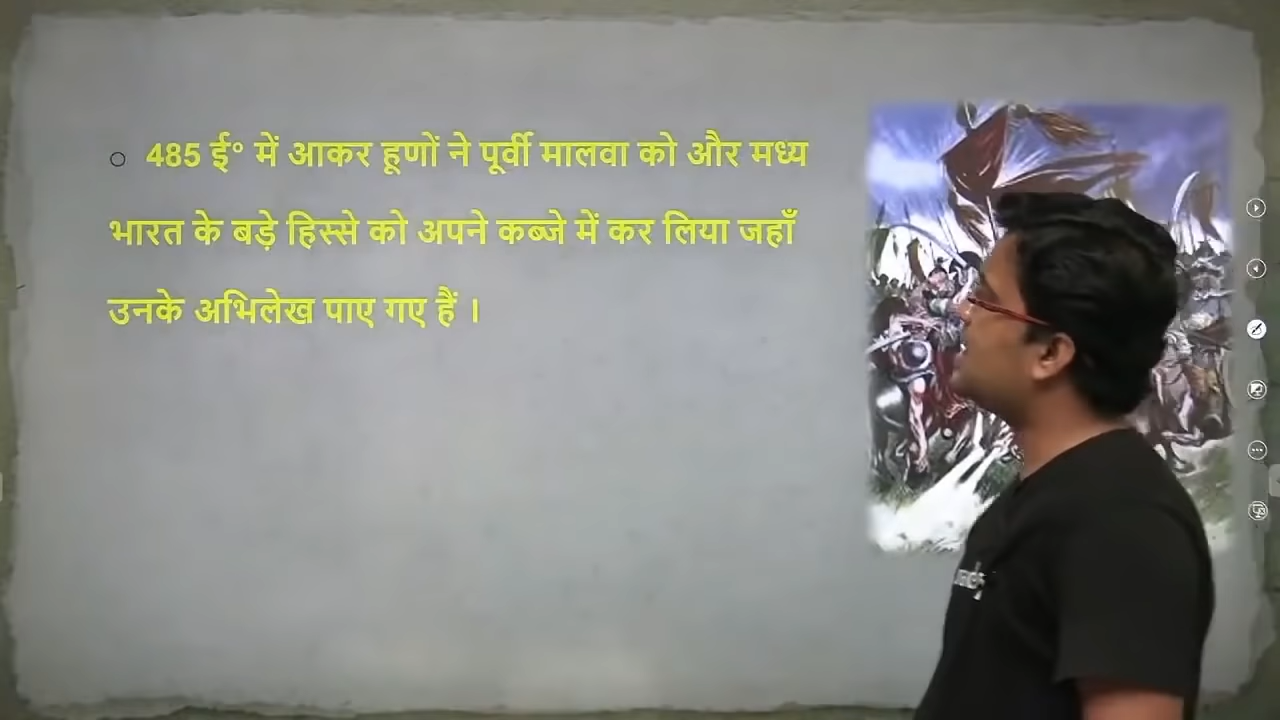 ○ 485 ई° में आकर हूणों ने पूर्वी मालवा को और मध्य
भारत के बड़े हिस्से को अपने कब्जे में कर लिया जहाँ
उनके अभिलेख पाए गए हैं ।